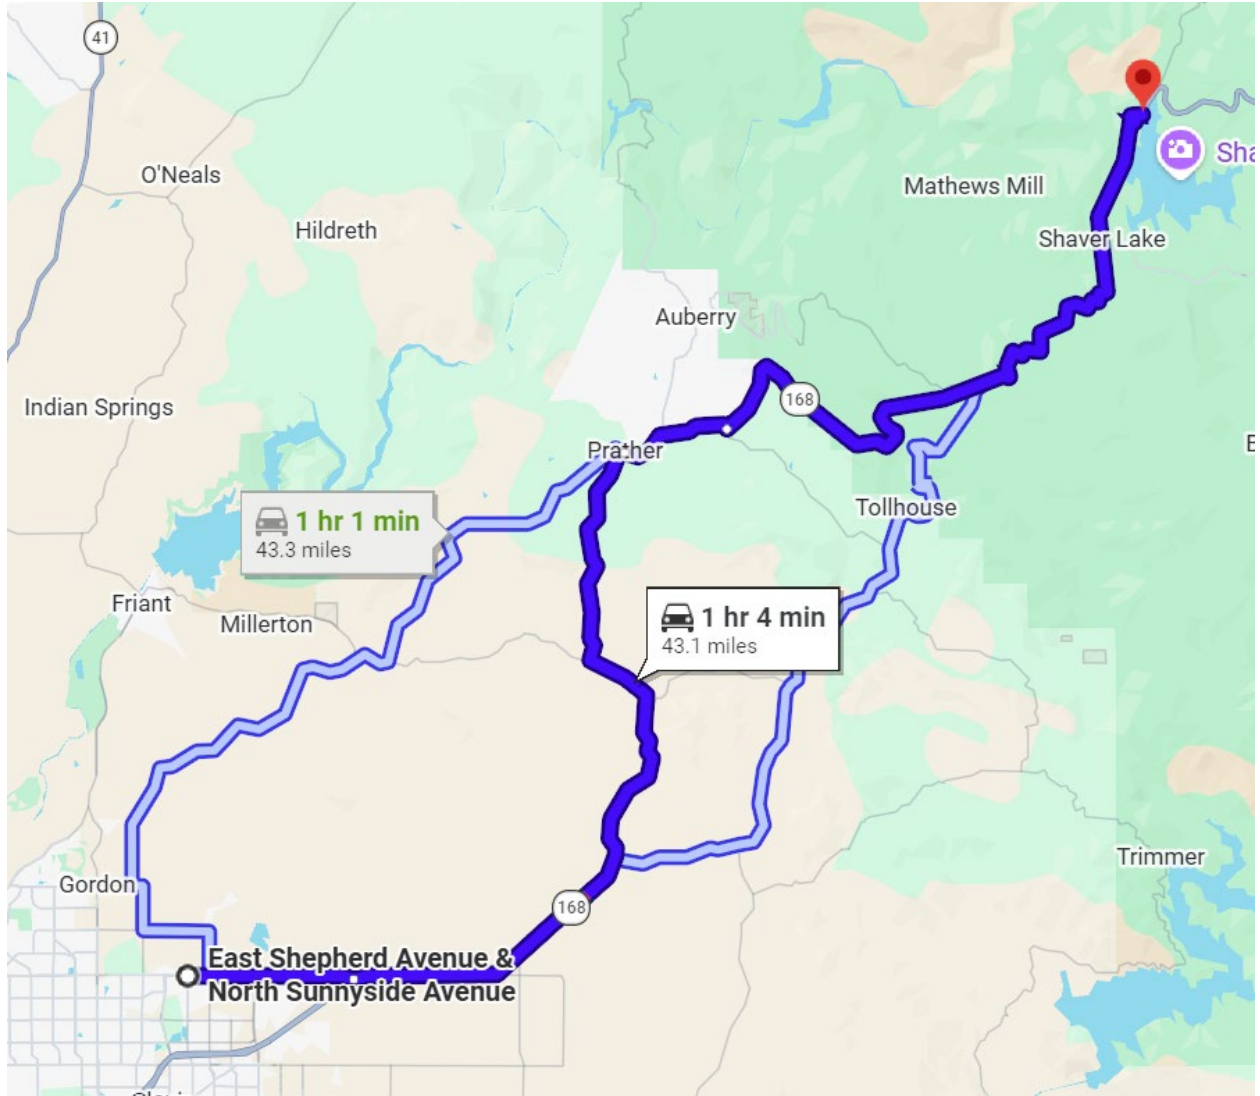 41
O'Neals
Mathews Mill
Sha
Hildreth
Shaver Lake
Auberry
168
Indian Springs
Prather
1 hr 1 min
43.3 miles
Tollhouse
Friant
Millerton
1 hr 4 min
43.1 miles
Trimmer
Gordon
168
East Shepherd Avenue &
North Sunnyside Avenue